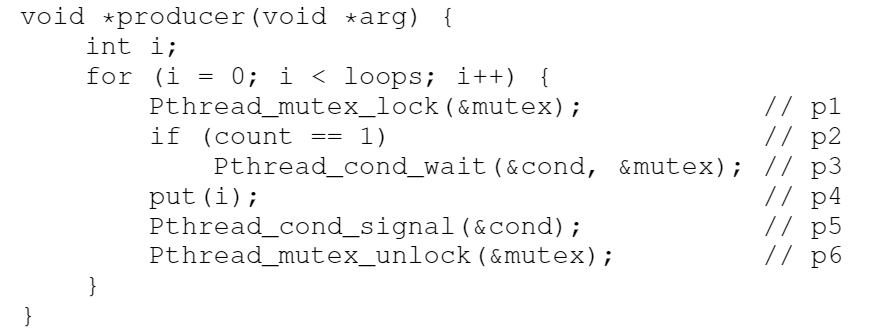 void *producer(void *arg) {
    int i;
    for (i = 0; i < loops; i++) {
        Pthread_mutex_lock(&mutex);            // p1
        if (count == 1)                        // p2
            Pthread_cond_wait(&cond, &mutex);  // p3
        put(i);                                // p4
        Pthread_cond_signal(&cond);            // p5
        Pthread_mutex_unlock(&mutex);          // p6
    }
}